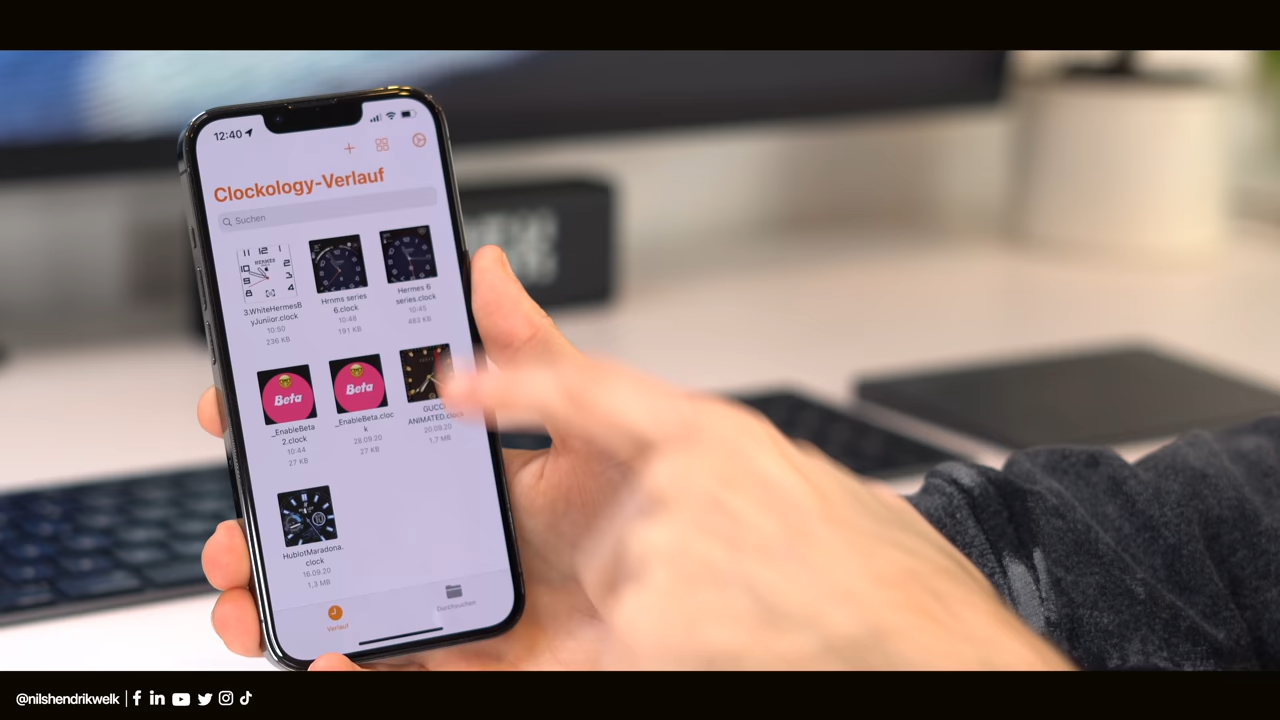 12:40
Clockology-Verlauf
Suchen
3.WhiteHermesB
yJuniior.clock
10:50
236 KB
Hrnms series
6.clock
10:48
191 KB
Hermes 6
series.clock
10:45
483 KB
Beta
_EnableBeta
2.clock
10:44
27 KB
Beta
_EnableBeta.cloc
k
28.09.20
27 KB
GUCCI
ANIMATED.clock
20.09.20
1,7 MB
HublotMaradona.
clock
16.09.20
1,3 MB
Verlauf
Durchsuchen
@nilshendrikwelk